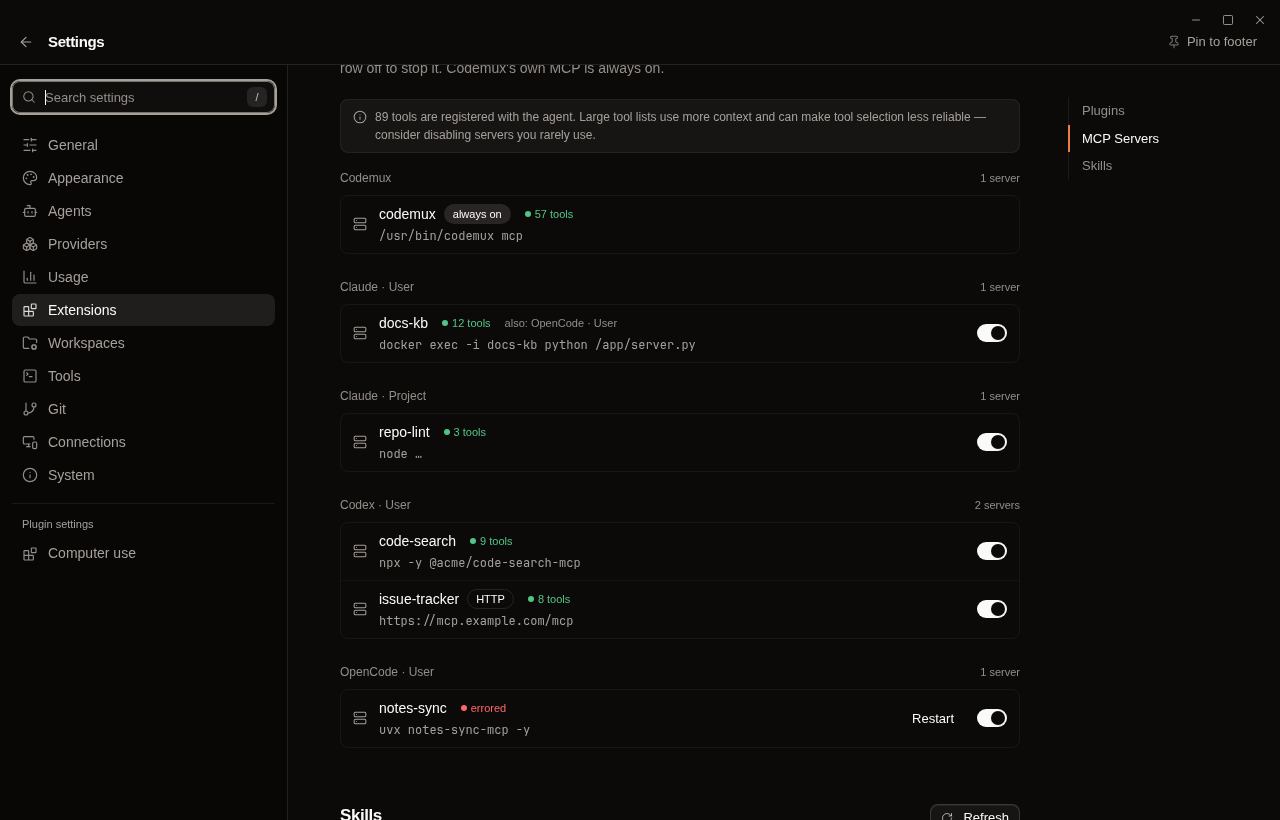 Settings
Pin to footer
Search settings
/
General
Appearance
Agents
Providers
Usage
Extensions
Workspaces
Tools
Git
Connections
System
Plugin settings
Computer use
row off to stop it. Codemux's own MCP is always on.
89 tools are registered with the agent. Large tool lists use more context and can make tool selection less reliable —
consider disabling servers you rarely use.
Codemux
1 server
codemux always on 57 tools
/usr/bin/codemux mcp
Claude · User
1 server
docs-kb 12 tools also: OpenCode · User
docker exec -i docs-kb python /app/server.py
Claude · Project
1 server
repo-lint 3 tools
node …
Codex · User
2 servers
code-search 9 tools
npx -y @acme/code-search-mcp
issue-tracker HTTP 8 tools
https://mcp.example.com/mcp
OpenCode · User
1 server
notes-sync errored
uvx notes-sync-mcp -y
Restart
Skills
Refresh
Plugins
MCP Servers
Skills